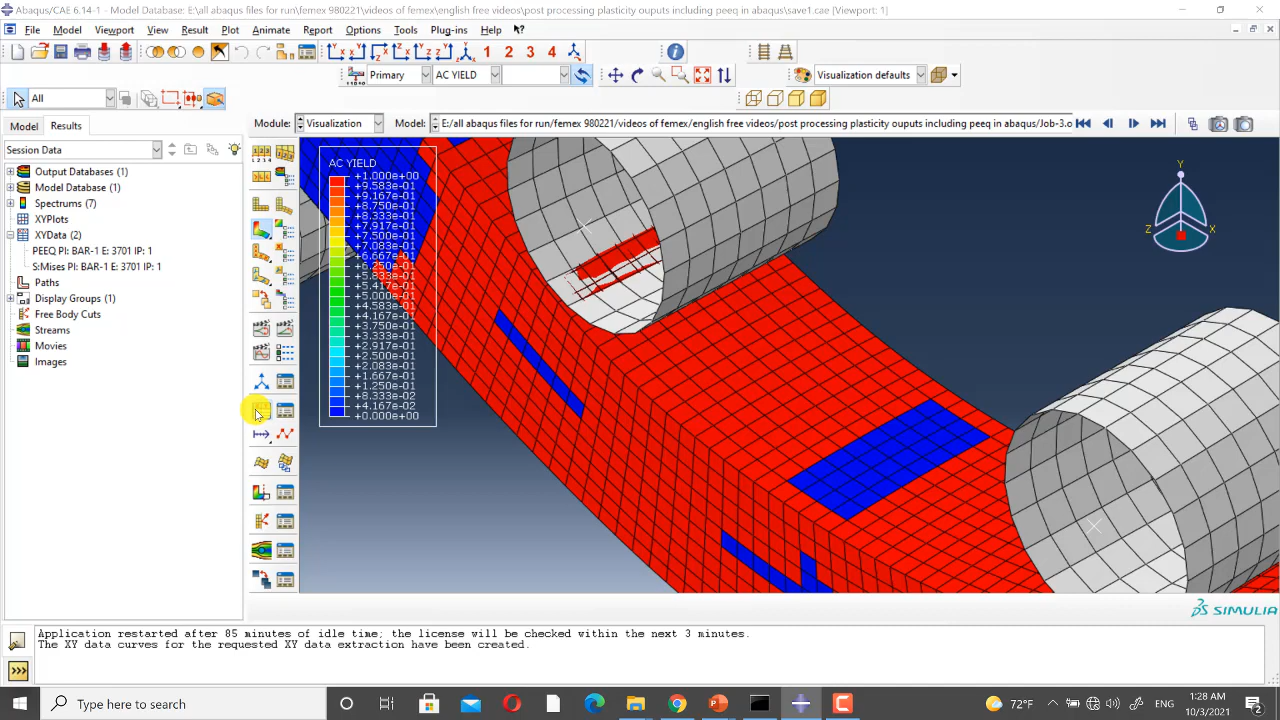 Abaqus/CAE 6.14-1 - Model Database: E:\all abaqus files for run\femex 980221\videos of femex\english free videos\post processing plasticity ouputs including peeq in abaqus\save1.cae [Viewport: 1]
File Model Viewport View Result Plot Animate Report Options Tools Plug-ins Help
1 2 3 4
Primary AC YIELD
All Visualization defaults
Model Results Module: Visualization Model: E:/all abaqus files for run/femex 980221/videos of femex/english free videos/post processing plasticity ouputs including peeq in abaqus/Job-3.o
Session Data
Output Databases (1)
Model Database (1)
Spectrums (7)
XYPlots
XYData (2)
PEEQ PI: BAR-1 E: 3701 IP: 1
S:Mises PI: BAR-1 E: 3701 IP: 1
Paths
Display Groups (1)
Free Body Cuts
Streams
Movies
Images
AC YIELD
+1.000e+00
+9.583e-01
+9.167e-01
+8.750e-01
+8.333e-01
+7.917e-01
+7.500e-01
+7.083e-01
+6.667e-01
+6.250e-01
+5.833e-01
+5.417e-01
+5.000e-01
+4.583e-01
+4.167e-01
+3.750e-01
+3.333e-01
+2.917e-01
+2.500e-01
+2.083e-01
+1.667e-01
+1.250e-01
+8.333e-02
+4.167e-02
+0.000e+00
Y
Z X
SIMULIA
Application restarted after 85 minutes of idle time; the license will be checked within the next 3 minutes.
The XY data curves for the requested XY data extraction have been created.
>>>
Type here to search
72°F
ENG
1:28 AM
10/3/2021
2